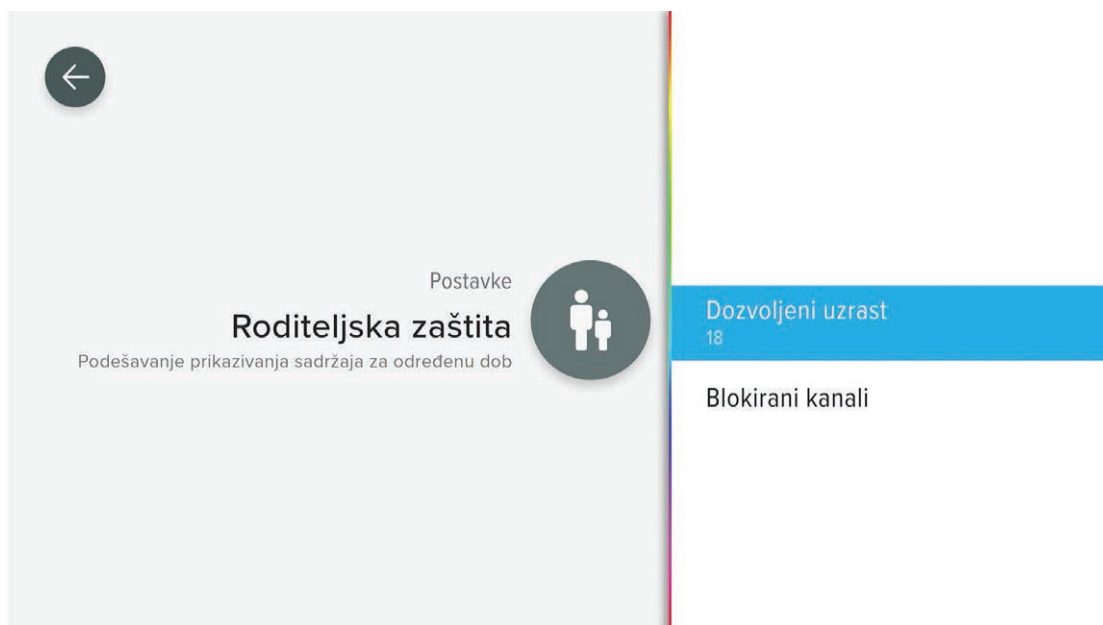 Postavke
Roditeljska zaštita
Podešavanje prikazivanja sadržaja za određenu dob
Dozvoljeni uzrast
18
Blokirani kanali